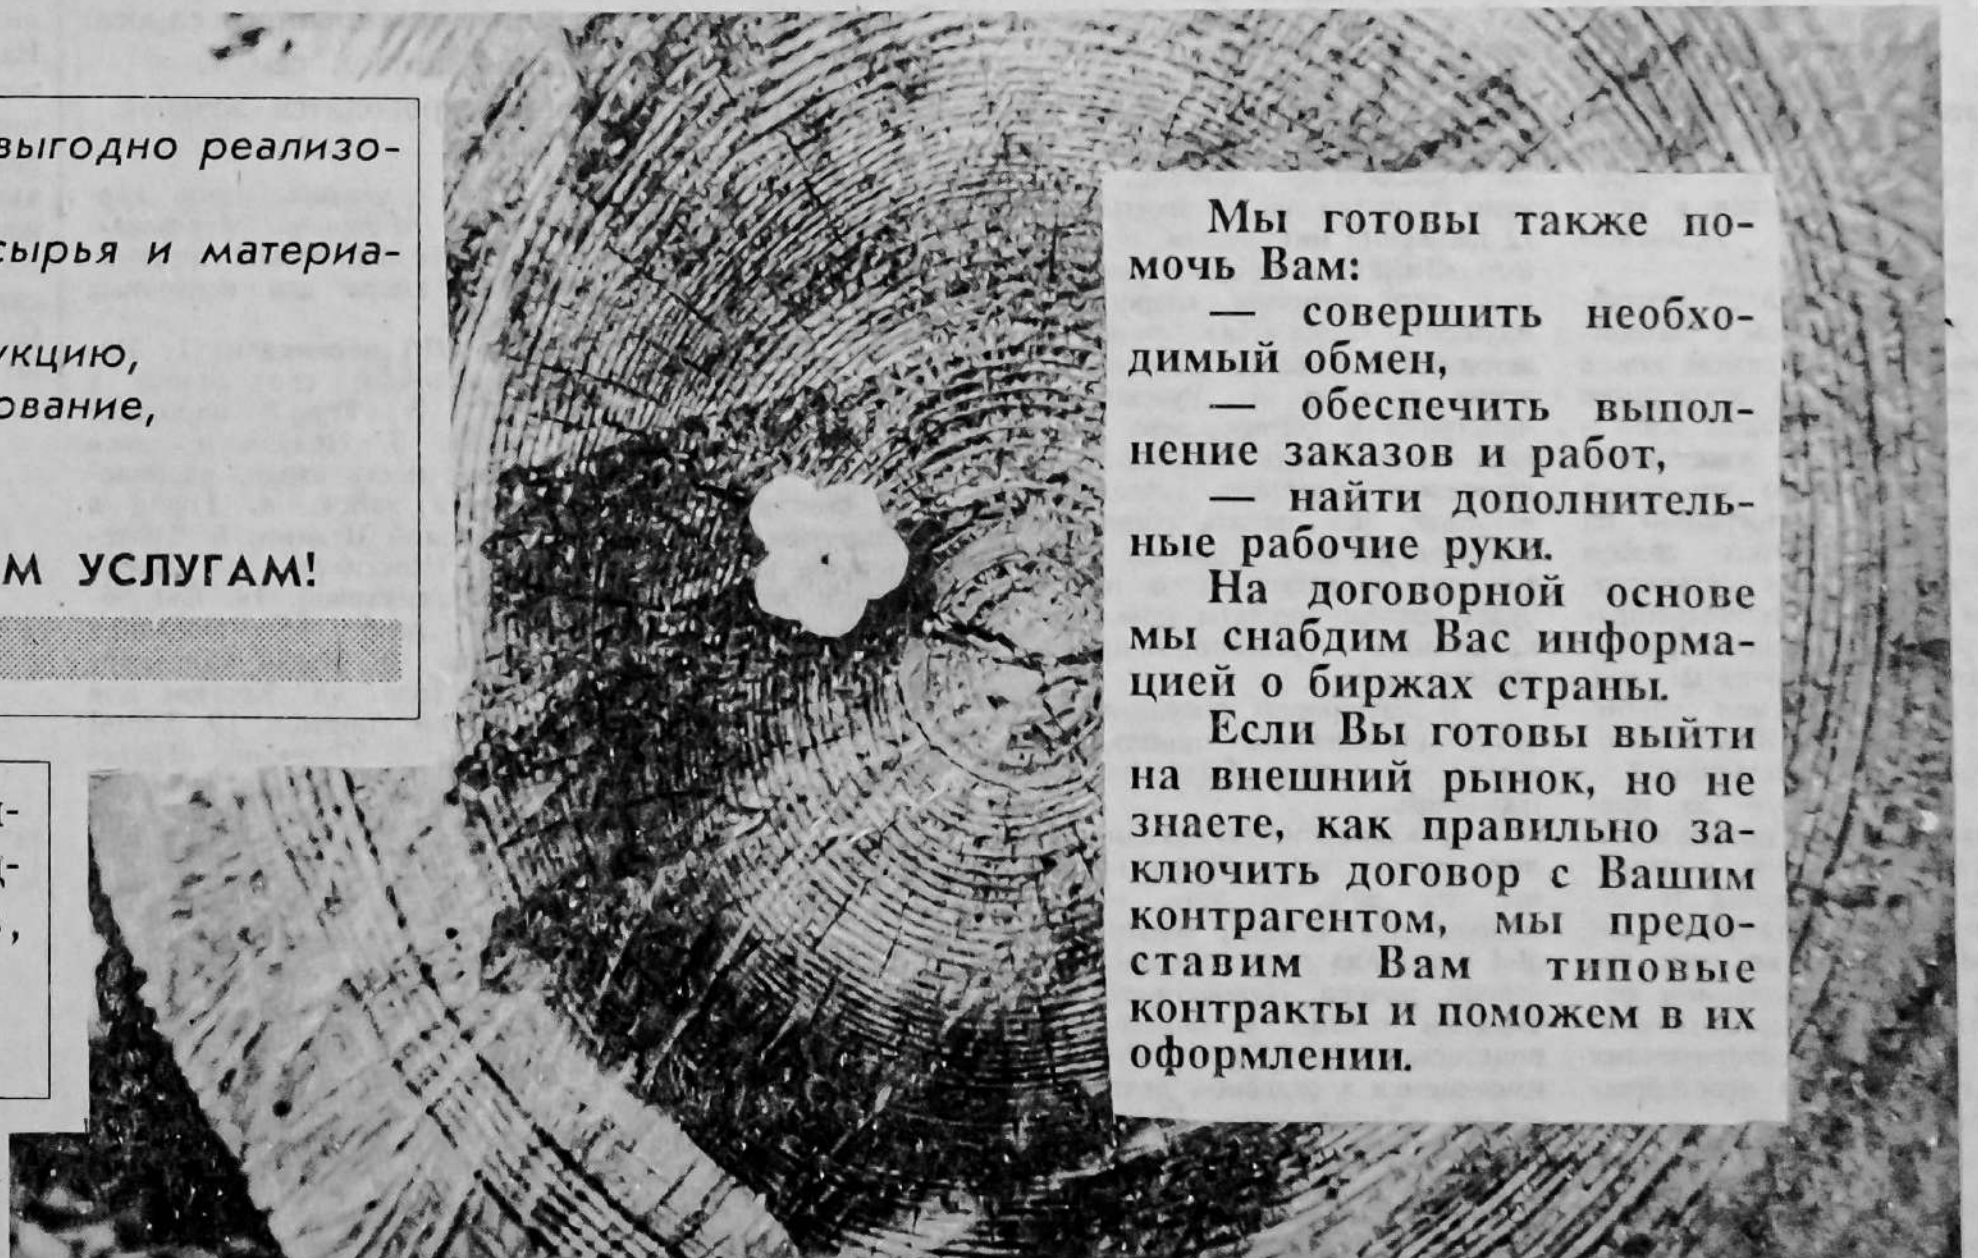 выгодно реализо-
сырья и материа-
М УСЛУГАМ!
Мы готовы также по-
мочь Вам:
— совершить необхо-
димый обмен,
— обеспечить выпол-
нение заказов и работ,
— найти дополнитель-
ные рабочие руки.
На договорной основе
мы снабдим Вас информа-
цией о биржах страны.
Если Вы готовы выйти
на внешний рынок, но не
знаете, как правильно за-
ключить договор с Вашим
контрагентом, мы предо-
ставим Вам типовые
контракты и поможем в их
оформлении.